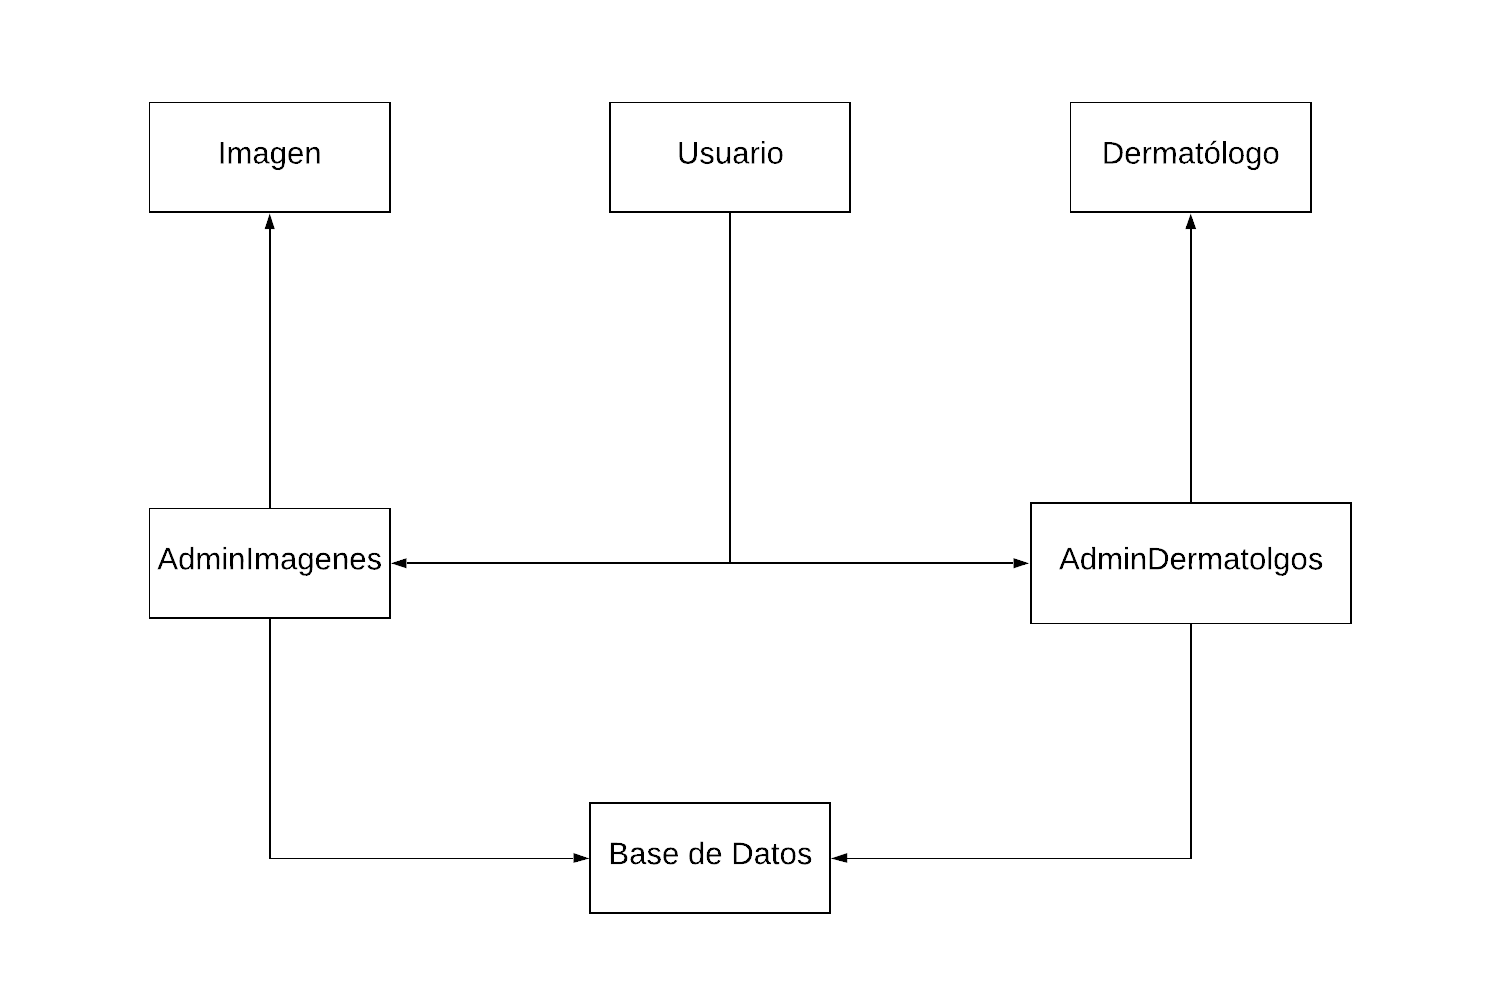 Imagen
Usuario
Dermatólogo
AdminImagenes
AdminDermatolgos
Base de Datos